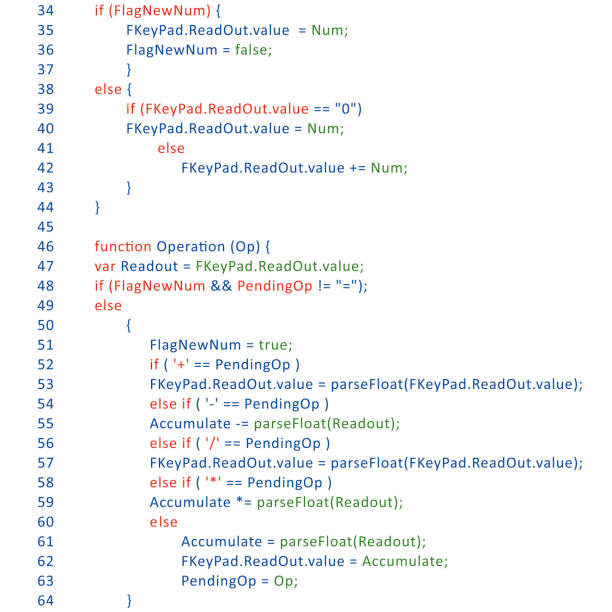 34 if (FlagNewNum) {
35 FKeyPad.ReadOut.value = Num;
36 FlagNewNum = false;
37 }
38 else {
39 if (FKeyPad.ReadOut.value == "0")
40 FKeyPad.ReadOut.value = Num;
41 else
42 FKeyPad.ReadOut.value += Num;
43 }
44 }
45
46 function Operation (Op) {
47 var Readout = FKeyPad.ReadOut.value;
48 if (FlagNewNum && PendingOp != "=");
49 else
50 {
51 FlagNewNum = true;
52 if ( '+' == PendingOp )
53 FKeyPad.ReadOut.value = parseFloat(FKeyPad.ReadOut.value);
54 else if ( '-' == PendingOp )
55 Accumulate -= parseFloat(Readout);
56 else if ( '/' == PendingOp )
57 FKeyPad.ReadOut.value = parseFloat(FKeyPad.ReadOut.value);
58 else if ( '*' == PendingOp )
59 Accumulate *= parseFloat(Readout);
60 else
61 Accumulate = parseFloat(Readout);
62 FKeyPad.ReadOut.value = Accumulate;
63 PendingOp = Op;
64 }